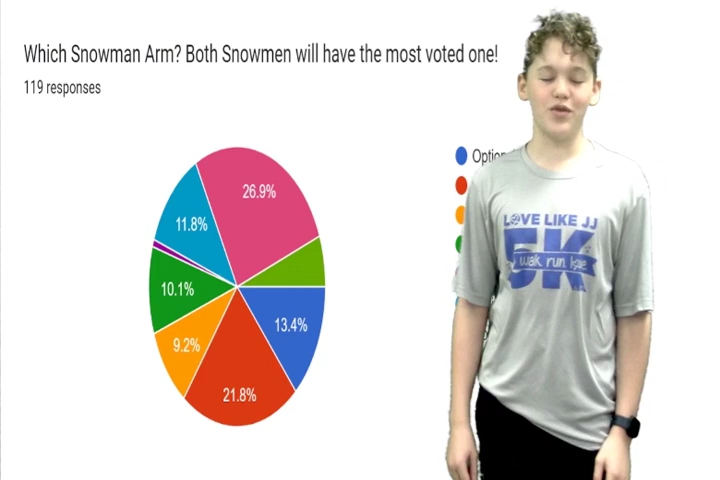 Which Snowman Arm? Both Snowmen will have the most voted one!
119 responses
26.9%
11.8%
10.1%
13.4%
9.2%
21.8%
LOVE LIKE JJ
5K
walk run